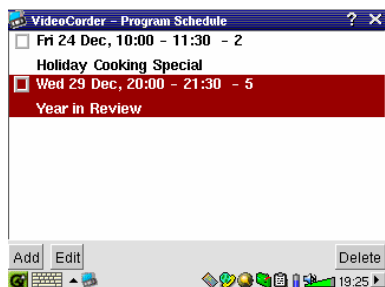 VideoCorder - Program Schedule ? ×
Fri 24 Dec, 10:00 - 11:30 - 2
Holiday Cooking Special
Wed 29 Dec, 20:00 - 21:30 - 5
Year in Review
Add Edit Delete
19:25